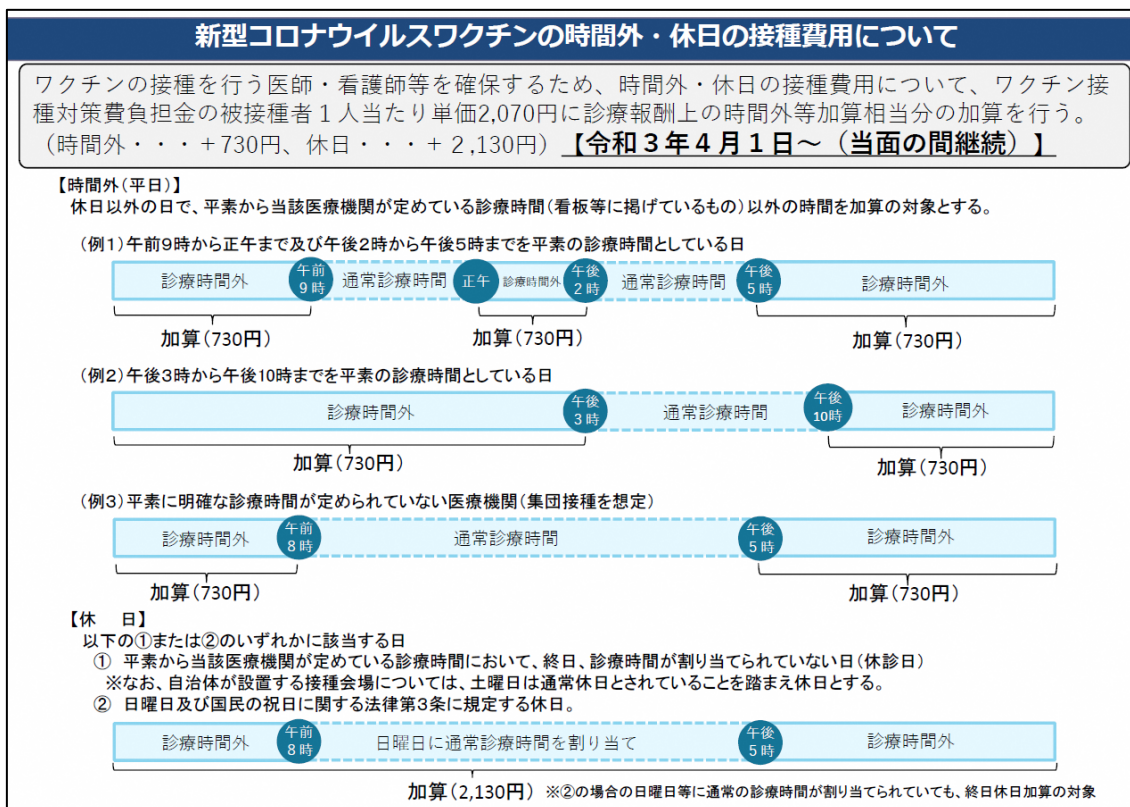 新型コロナウイルスワクチンの時間外・休日の接種費用について
ワクチンの接種を行う医師・看護師等を確保するため、時間外・休日の接種費用について、ワクチン接
種対策費負担金の被接種者１人当たり単価2,070円に診療報酬上の時間外等加算相当分の加算を行う。
（時間外・・・＋730円、休日・・・＋2,130円）【令和３年４月１日～（当面の間継続）】
【時間外（平日）】
休日以外の日で、平素から当該医療機関が定めている診療時間（看板等に掲げているもの）以外の時間を加算の対象とする。
（例1）午前9時から正午まで及び午後2時から午後5時までを平素の診療時間としている日
診療時間外 午前9時 通常診療時間 正午 診療時間外 午後2時 通常診療時間 午後5時 診療時間外
加算（730円） 加算（730円） 加算（730円）
（例2）午後3時から午後10時までを平素の診療時間としている日
診療時間外 午後3時 通常診療時間 午後10時 診療時間外
加算（730円） 加算（730円）
（例3）平素に明確な診療時間が定められていない医療機関（集団接種を想定）
診療時間外 午前8時 通常診療時間 午後5時 診療時間外
加算（730円） 加算（730円）
【休　日】
以下の①または②のいずれかに該当する日
①　平素から当該医療機関が定めている診療時間において、終日、診療時間が割り当てられていない日（休診日）
※なお、自治体が設置する接種会場については、土曜日は通常休日とされていることを踏まえ休日とする。
②　日曜日及び国民の祝日に関する法律第3条に規定する休日。
診療時間外 午前8時 日曜日に通常診療時間を割り当て 午後5時 診療時間外
加算（2,130円） ※②の場合の日曜日等に通常の診療時間が割り当てられていても、終日休日加算の対象